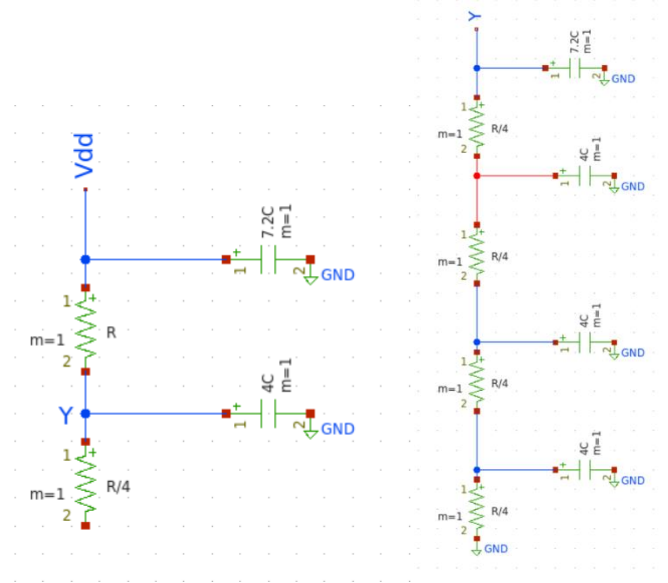 Vdd
7.2C
m=1
+
1
2
GND
1
+
m=1
R
2
Y
4C
m=1
+
1
2
GND
1
+
m=1
R/4
2
Y
7.2C
m=1
+
1
2
GND
1
+
m=1
R/4
2
4C
m=1
+
1
2
GND
1
+
m=1
R/4
2
4C
m=1
+
1
2
GND
1
+
m=1
R/4
2
4C
m=1
+
1
2
GND
1
+
m=1
R/4
2
GND